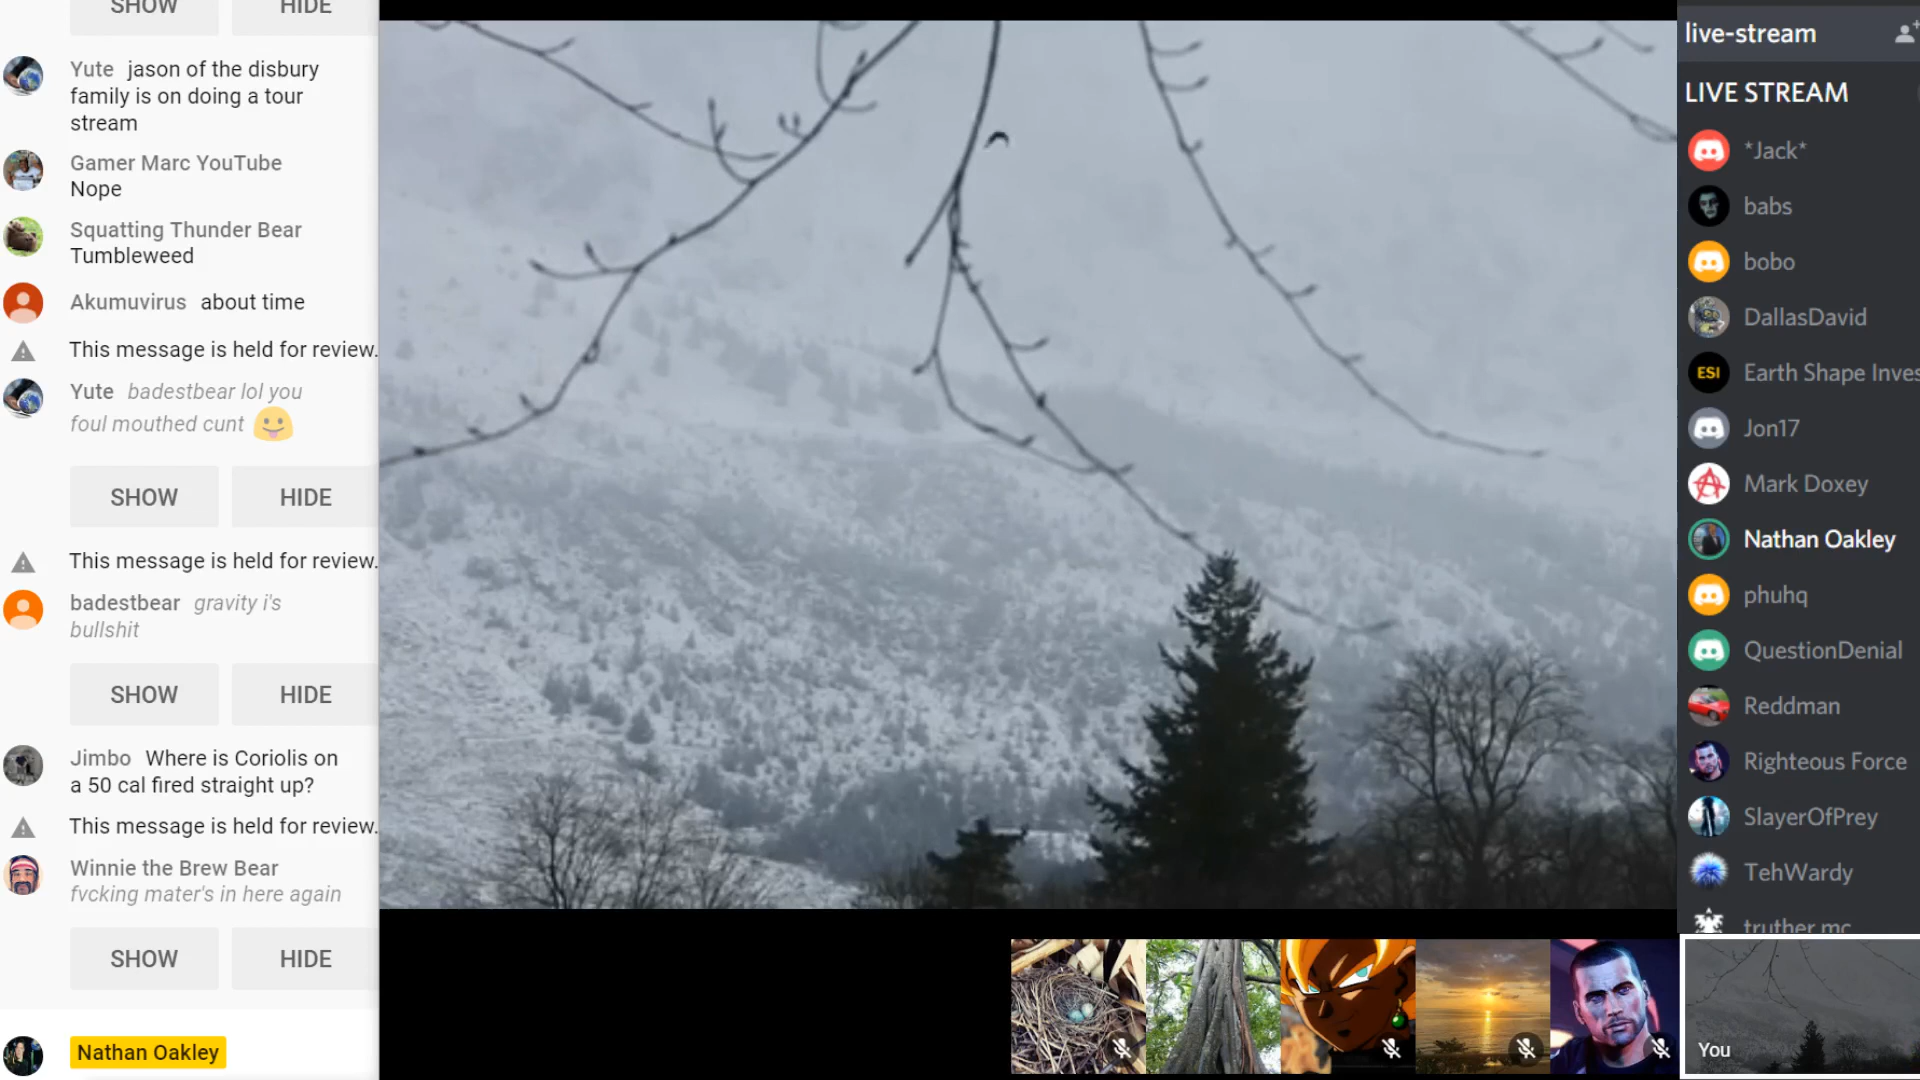 SHOW HIDE
Yute jason of the disbury
family is on doing a tour
stream
Gamer Marc YouTube
Nope
Squatting Thunder Bear
Tumbleweed
Akumuvirus about time
This message is held for review.
Yute badestbear lol you
foul mouthed cunt
SHOW HIDE
This message is held for review.
badestbear gravity i's
bullshit
SHOW HIDE
Jimbo Where is Coriolis on
a 50 cal fired straight up?
This message is held for review.
Winnie the Brew Bear
fvcking mater's in here again
SHOW HIDE
Nathan Oakley
live-stream
LIVE STREAM
*Jack*
babs
bobo
DallasDavid
ESI Earth Shape Inves
Jon17
Mark Doxey
Nathan Oakley
phuhq
QuestionDenial
Reddman
Righteous Force
SlayerOfPrey
TehWardy
truther mc
You